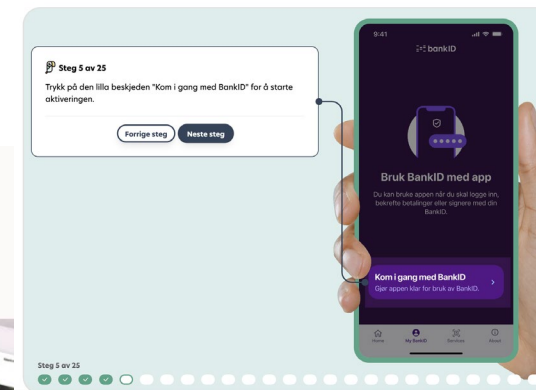 Steg 5 av 25
Trykk på den lilla beskjeden "Kom i gang med BankID" for å starte
aktiveringen.
Forrige steg
Neste steg
9:41
bankID
Bruk BankID med app
Du kan bruke appen når du skal logge inn,
bekrefte betalinger eller signere med din
BankID.
Kom i gang med BankID
Gjør appen klar for bruk av BankID.
Home
My BankID
Services
About
Steg 5 av 25